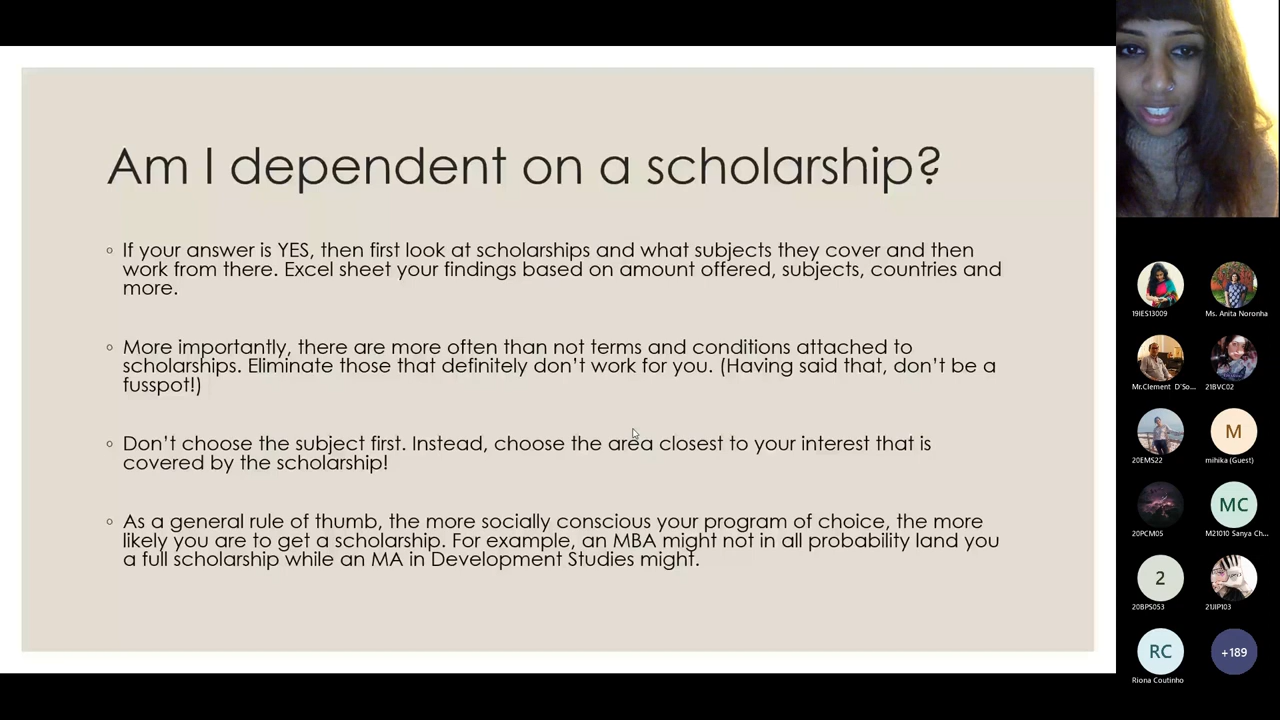 Am I dependent on a scholarship?
◦ If your answer is YES, then first look at scholarships and what subjects they cover and then
work from there. Excel sheet your findings based on amount offered, subjects, countries and
more.
◦ More importantly, there are more often than not terms and conditions attached to
scholarships. Eliminate those that definitely don’t work for you. (Having said that, don’t be a
fusspot!)
◦ Don’t choose the subject first. Instead, choose the area closest to your interest that is
covered by the scholarship!
◦ As a general rule of thumb, the more socially conscious your program of choice, the more
likely you are to get a scholarship. For example, an MBA might not in all probability land you
a full scholarship while an MA in Development Studies might.
19IES13009
Ms. Anita Noronha
Mr.Clement D'So...
21BVC02
20EMS22
M
mihika (Guest)
20PCM05
MC
M21010 Sanya Ch...
2
20BPS053
21JIP103
RC
Riona Coutinho
+189